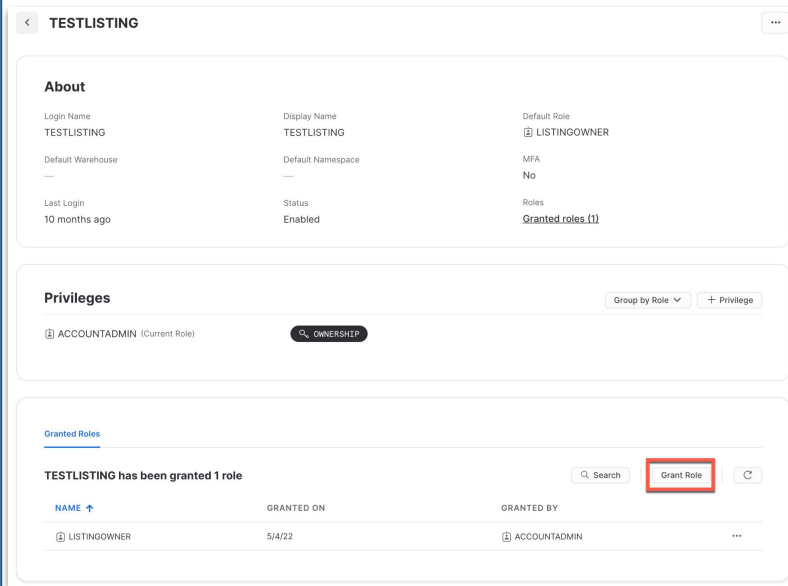 TESTLISTING
...
About
Login Name Display Name Default Role
TESTLISTING TESTLISTING LISTINGOWNER
Default Warehouse Default Namespace MFA
— — No
Last Login Status Roles
10 months ago Enabled Granted roles (1)
Privileges Group by Role + Privilege
ACCOUNTADMIN (Current Role) OWNERSHIP
Granted Roles
TESTLISTING has been granted 1 role Search Grant Role
NAME ↑ GRANTED ON GRANTED BY
LISTINGOWNER 5/4/22 ACCOUNTADMIN ...